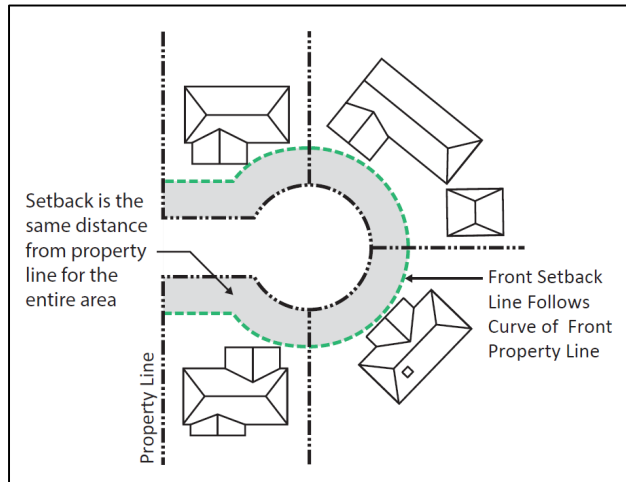 Setback is the
same distance
from property
line for the
entire area
Front Setback
Line Follows
Curve of Front
Property Line
Property Line